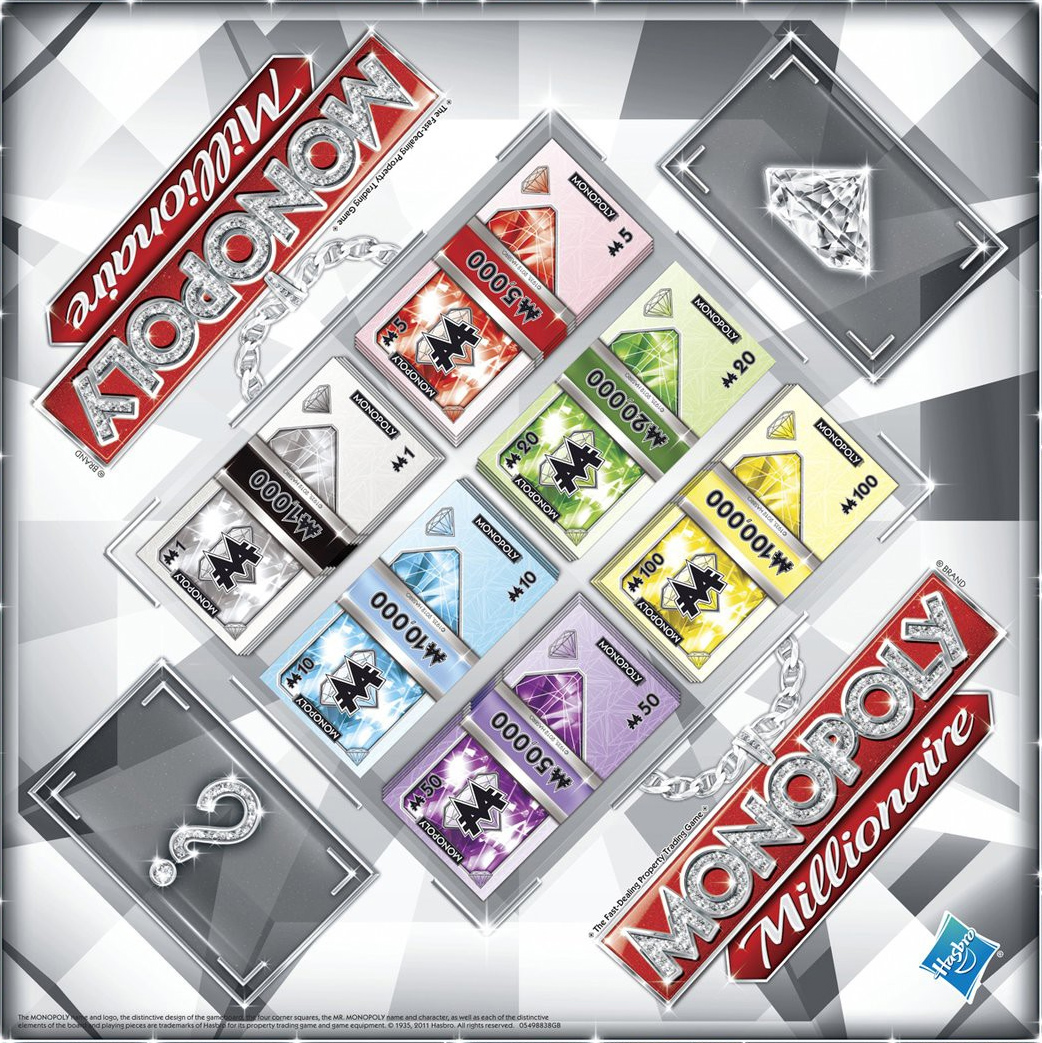 MONOPOLY
Millionaire
The Fast-Dealing Property Trading Game
® BRAND
MONOPOLY
5
5,000
5
MONOPOLY
MONOPOLY
20
20,000
20
MONOPOLY
MONOPOLY
1
1,000
1
MONOPOLY
MONOPOLY
100
100,000
100
MONOPOLY
MONOPOLY
10
10,000
10
MONOPOLY
MONOPOLY
50
50,000
50
MONOPOLY
?
® BRAND
MONOPOLY
Millionaire
The Fast-Dealing Property Trading Game
Hasbro ®
The MONOPOLY name and logo, the distinctive design of the gameboard, the four corner squares, the MR. MONOPOLY name and character, as well as each of the distinctive
elements of the board and playing pieces are trademarks of Hasbro for its property trading game and game equipment. © 1935, 2011 Hasbro. All rights reserved. 05498838GB